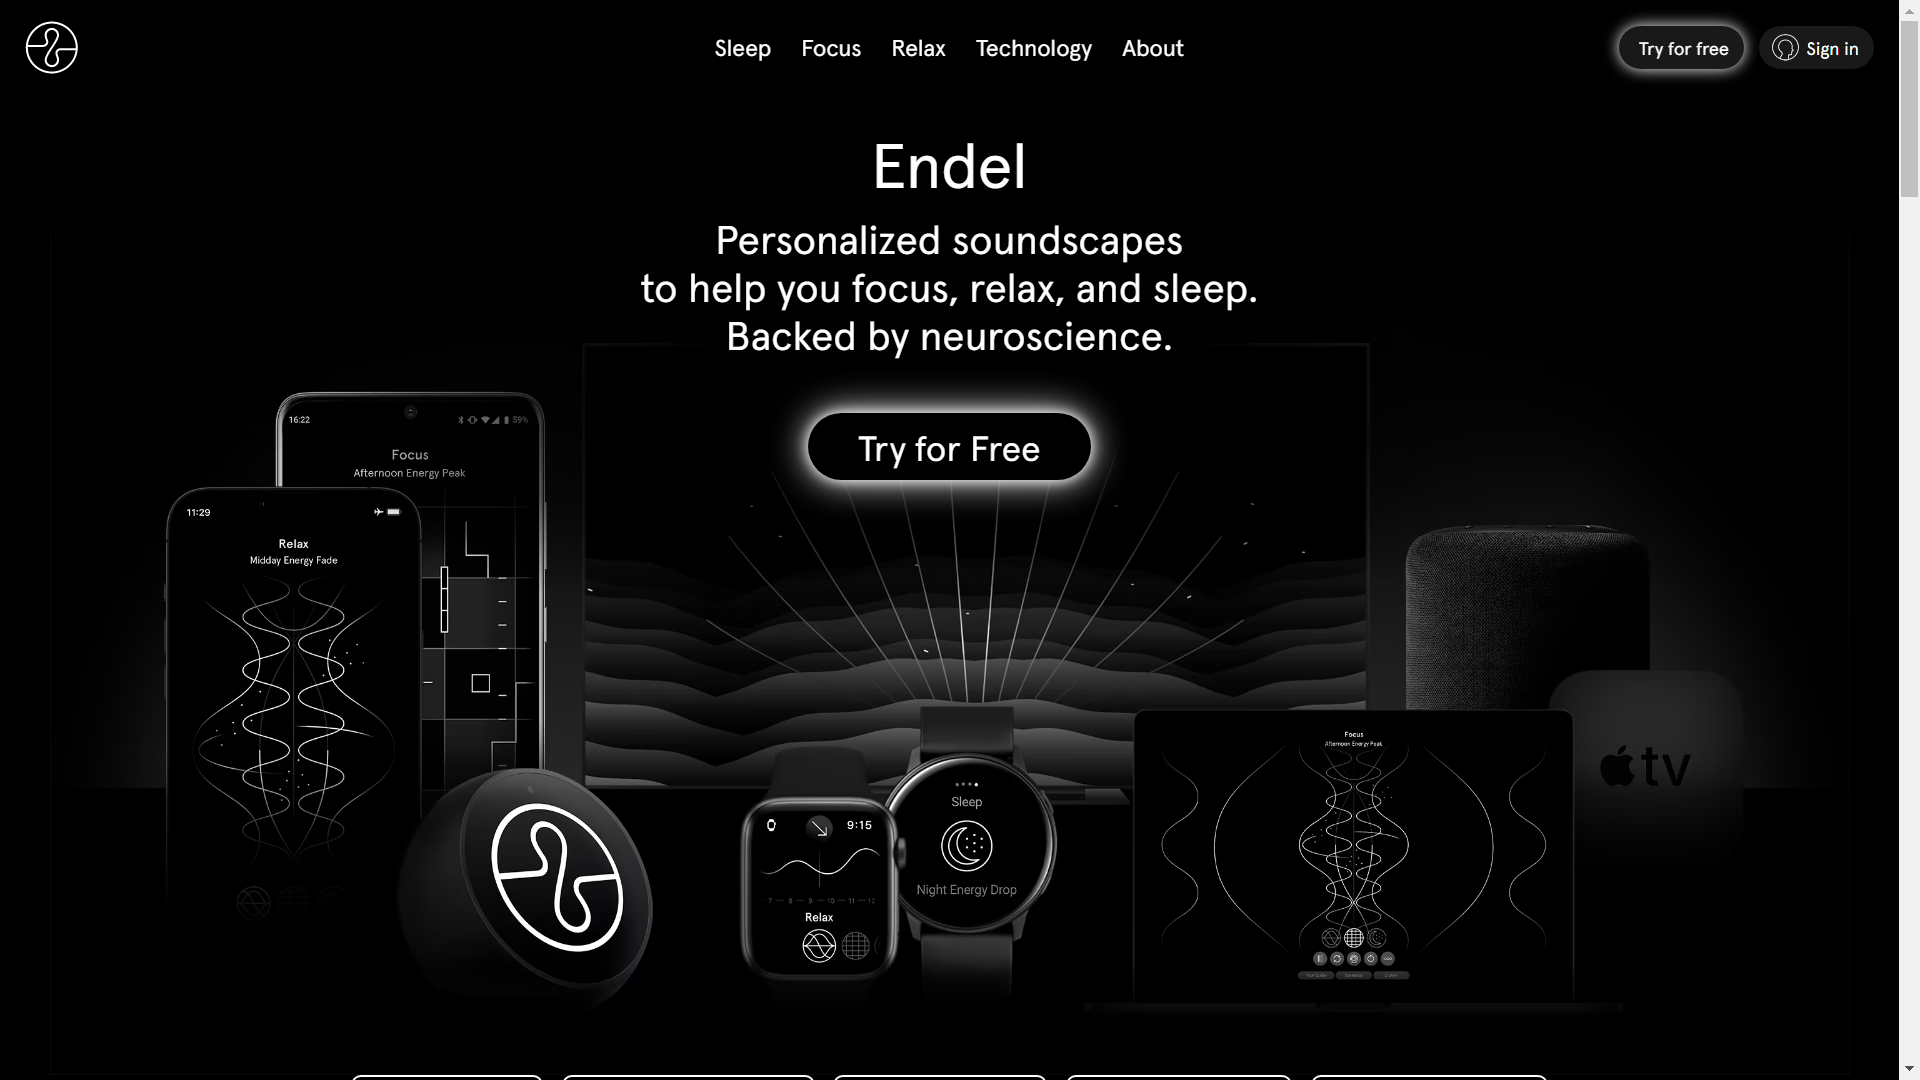 Sleep Focus Relax Technology About
Try for free
Sign in
Endel
Personalized soundscapes
to help you focus, relax, and sleep.
Backed by neuroscience.
Try for Free
16:22
59%
Focus
Afternoon Energy Peak
11:29
Relax
Midday Energy Fade
9:15
7 — 8 — 9 — 10 — 11 — 12
Relax
Sleep
Night Energy Drop
Focus
Afternoon Energy Peak
tv